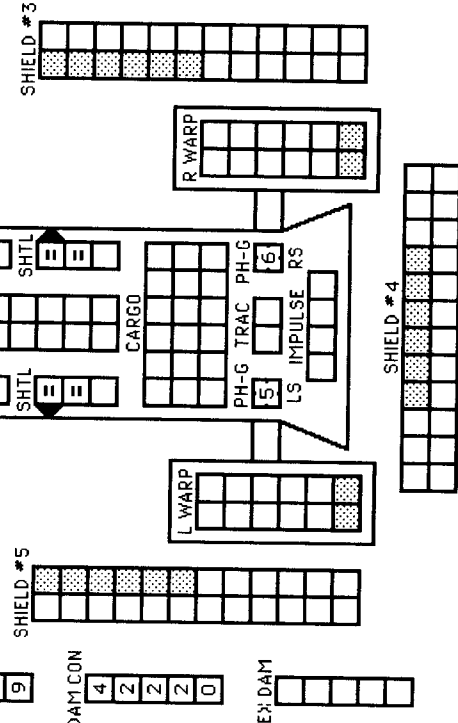 SHIELD #3
R WARP
SHTL
SHTL
CARGO
PH-G
TRAC
PH-G
5
6
LS
IMPULSE
RS
SHIELD #4
L WARP
SHIELD #5
9
DAM CON
4
2
2
2
0
EX DAM